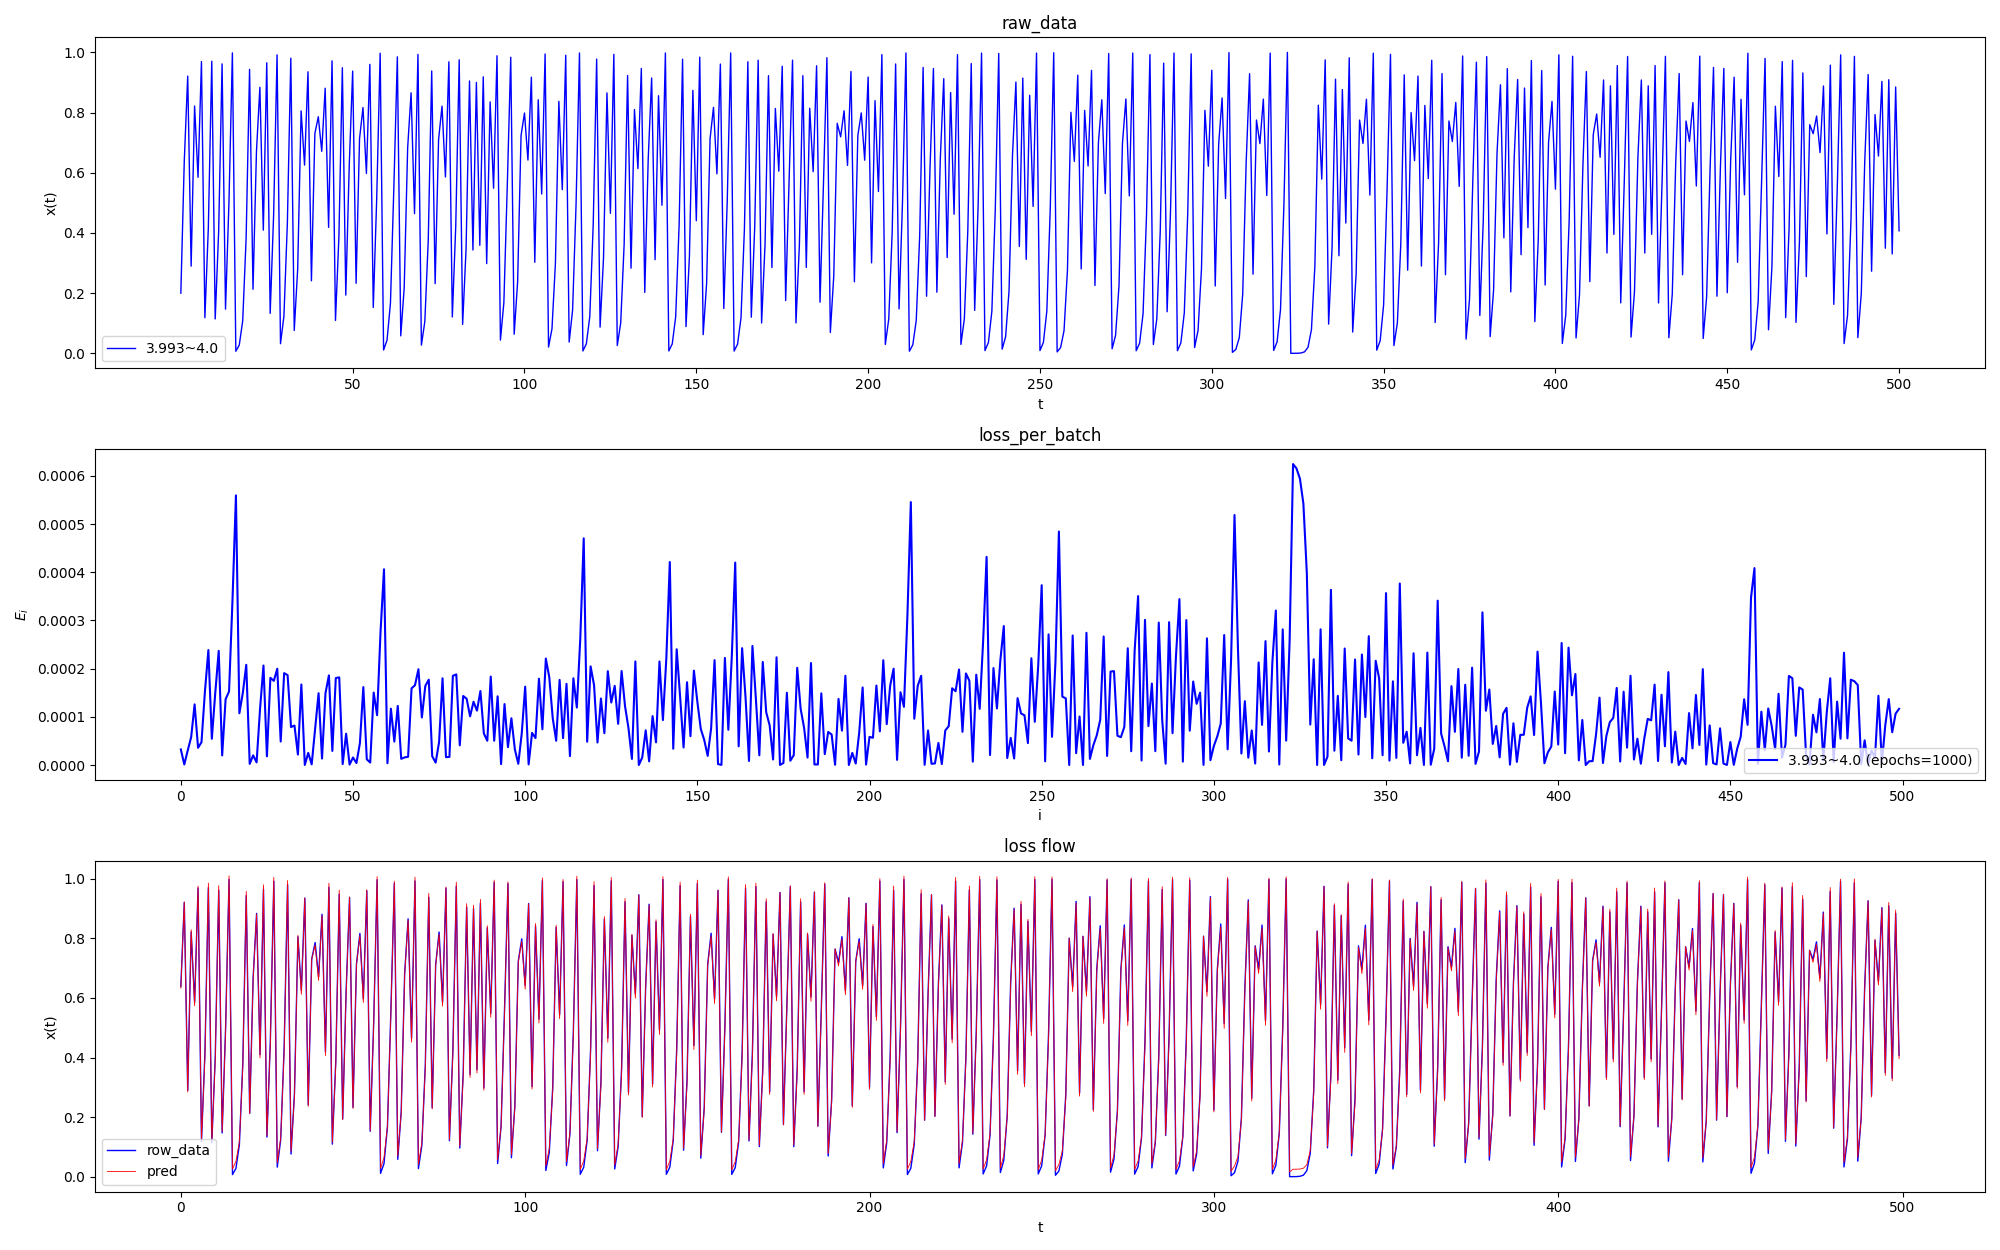 raw_data
1.0
0.8
0.6
0.4
0.2
0.0
x(t)
3.993~4.0
50 100 150 200 250 300 350 400 450 500
t
loss_per_batch
0.0006
0.0005
0.0004
0.0003
0.0002
0.0001
0.0000
E_i
3.993~4.0 (epochs=1000)
0 50 100 150 200 250 300 350 400 450 500
i
loss flow
1.0
0.8
0.6
0.4
0.2
0.0
x(t)
row_data
pred
0 100 200 300 400 500
t